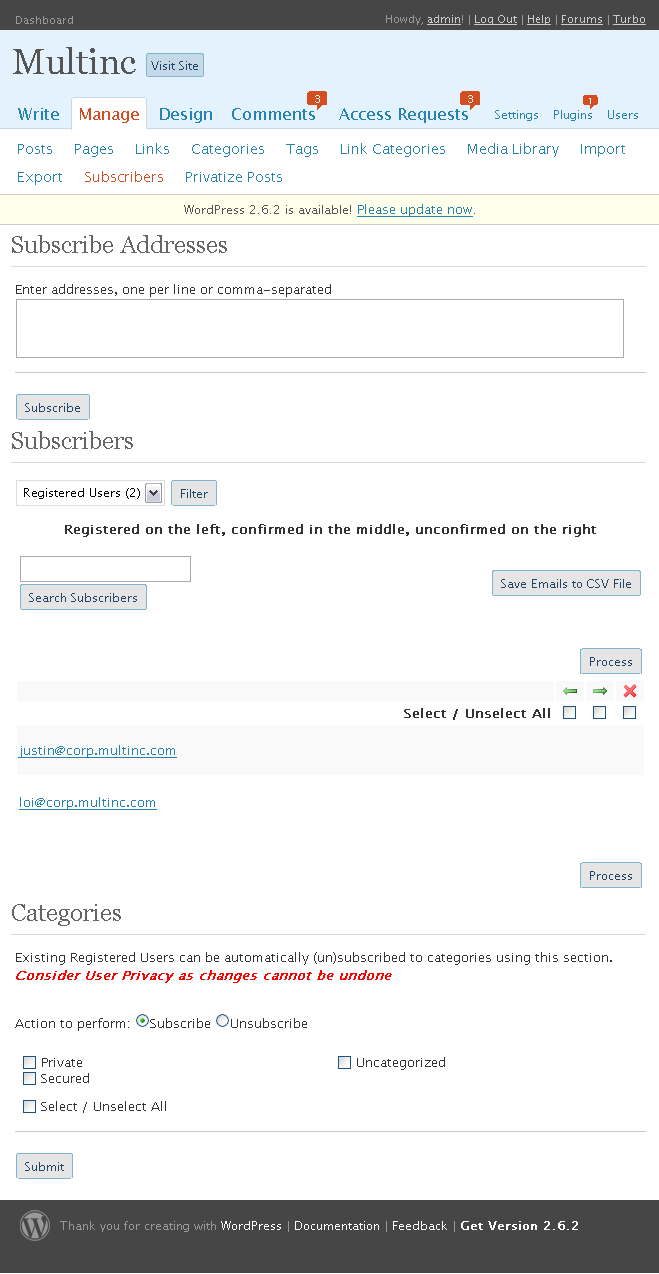 Dashboard Howdy, admin! | Log Out | Help | Forums | Turbo
Multinc Visit Site
3 3 1
Write Manage Design Comments Access Requests Settings Plugins Users
Posts Pages Links Categories Tags Link Categories Media Library Import
Export Subscribers Privatize Posts
WordPress 2.6.2 is available! Please update now.
Subscribe Addresses
Enter addresses, one per line or comma-separated
Subscribe
Subscribers
Registered Users (2) Filter
Registered on the left, confirmed in the middle, unconfirmed on the right
Save Emails to CSV File
Search Subscribers
Process
Select / Unselect All
justin@corp.multinc.com
loi@corp.multinc.com
Process
Categories
Existing Registered Users can be automatically (un)subscribed to categories using this section.
Consider User Privacy as changes cannot be undone
Action to perform: Subscribe Unsubscribe
Private Uncategorized
Secured
Select / Unselect All
Submit
Thank you for creating with WordPress | Documentation | Feedback | Get Version 2.6.2